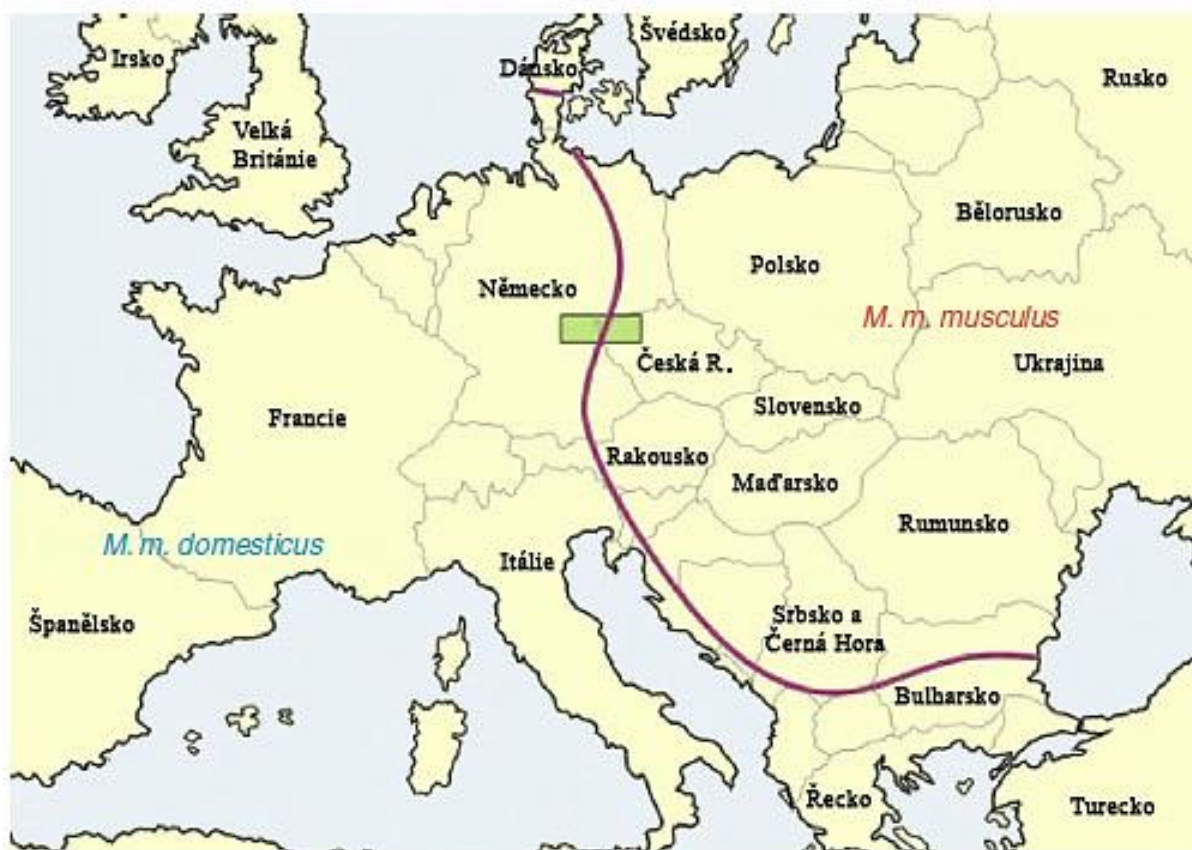 Švédsko
Irsko
Dánsko
Rusko
Velká
Británie
Bělorusko
Polsko
Německo
M. m. musculus
Česká R.
Ukrajina
Slovensko
Francie
Rakousko
Maďarsko
Rumunsko
M. m. domesticus
Itálie
Španělsko
Srbsko a
Černá Hora
Bulharsko
Řecko
Turecko